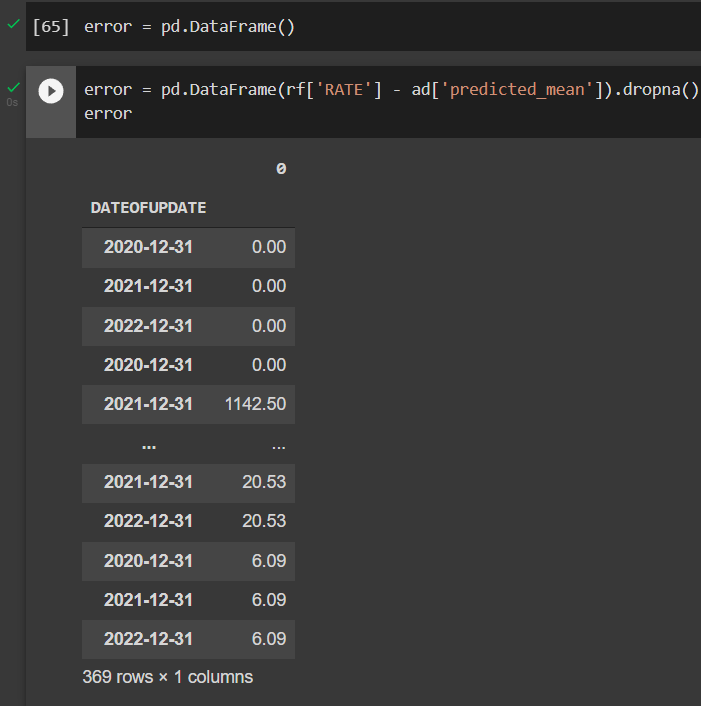 [65] error = pd.DataFrame()
error = pd.DataFrame(rf['RATE'] - ad['predicted_mean']).dropna()
0s
error
0
DATEOFUPDATE
2020-12-31 0.00
2021-12-31 0.00
2022-12-31 0.00
2020-12-31 0.00
2021-12-31 1142.50
... ...
2021-12-31 20.53
2022-12-31 20.53
2020-12-31 6.09
2021-12-31 6.09
2022-12-31 6.09
369 rows × 1 columns